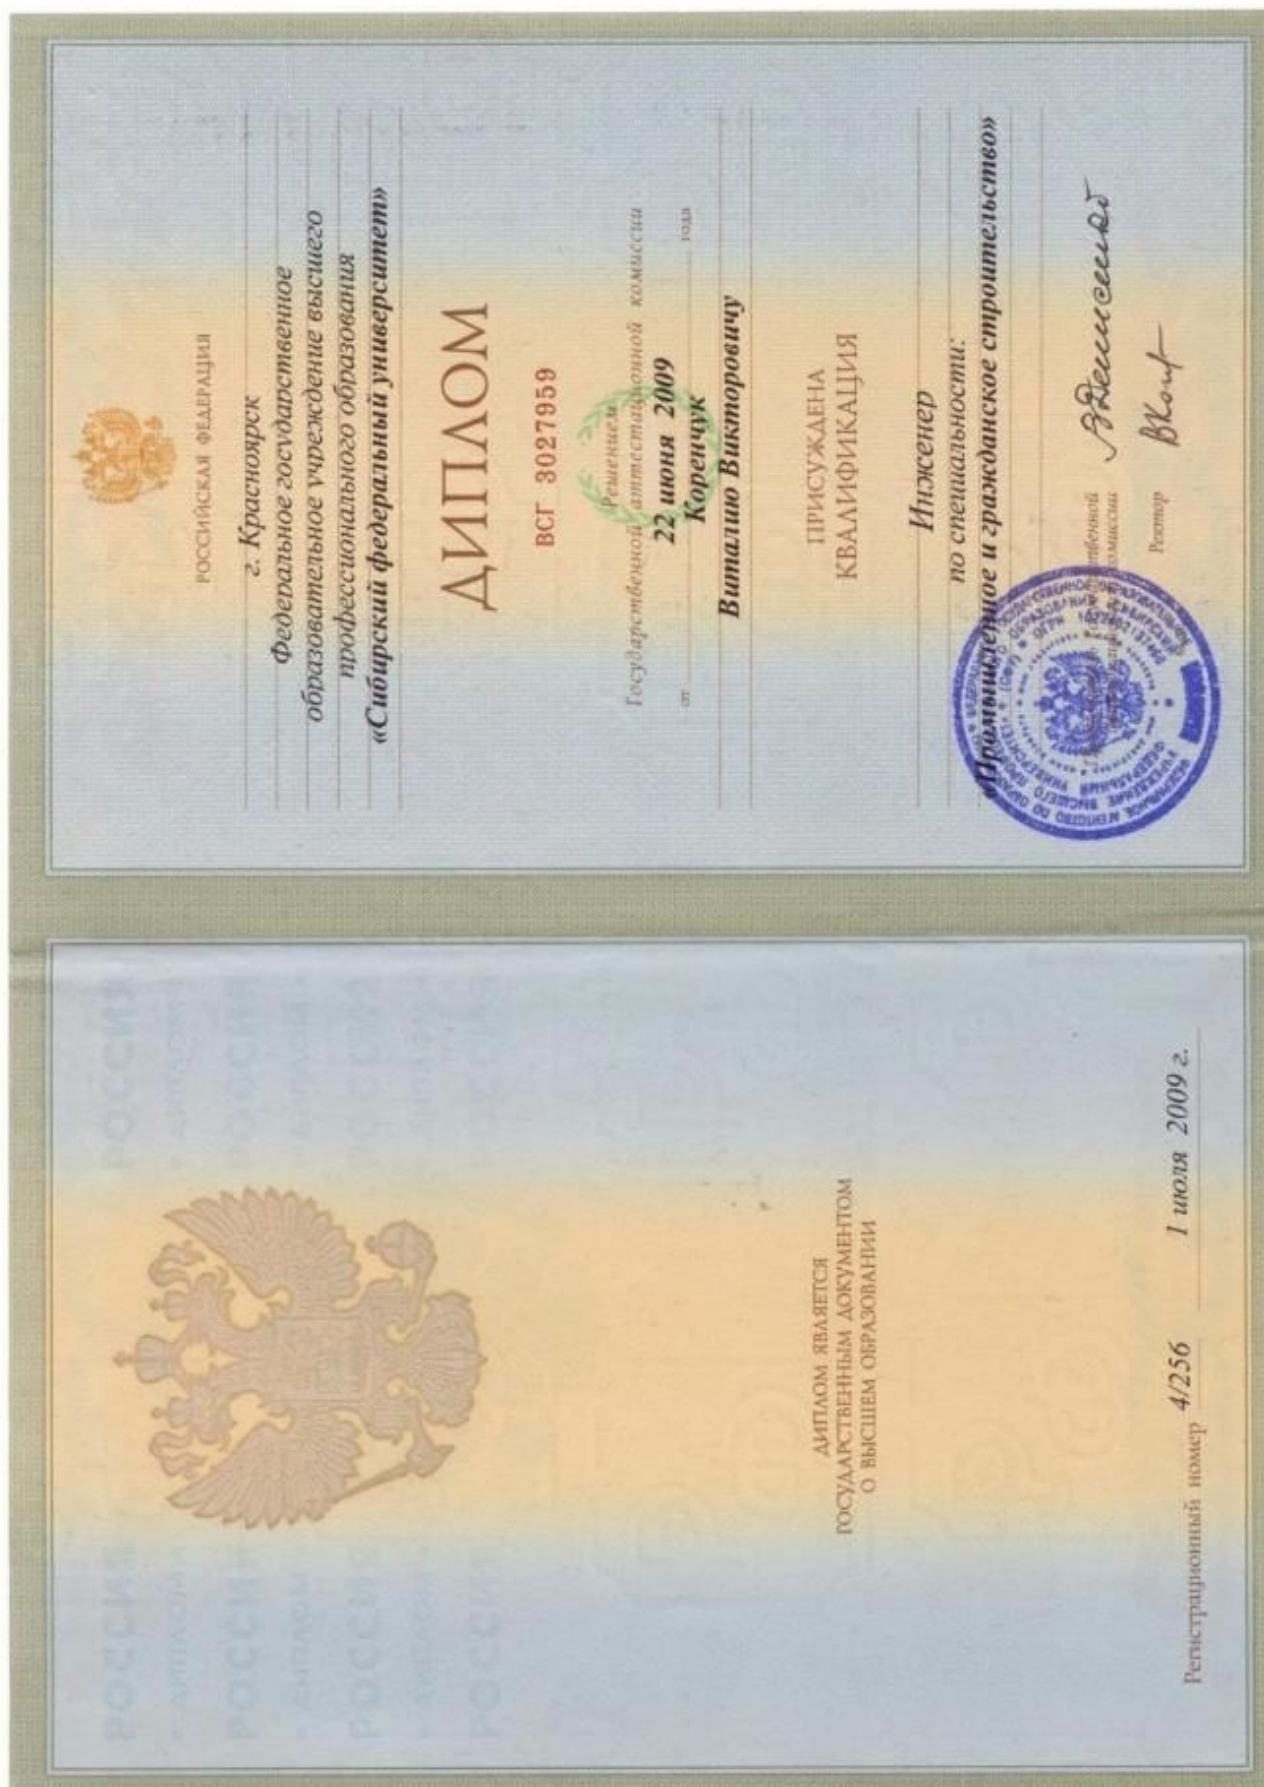 ДИПЛОМ ЯВЛЯЕТСЯ
ГОСУДАРСТВЕННЫМ ДОКУМЕНТОМ
О ВЫСШЕМ ОБРАЗОВАНИИ
Регистрационный номер 4/256 1 июля 2009 г.
РОССИЙСКАЯ ФЕДЕРАЦИЯ
г. Красноярск
Федеральное государственное
образовательное учреждение высшего
профессионального образования
«Сибирский федеральный университет»
ДИПЛОМ
ВСГ 3027959
Решением
Государственной аттестационной комиссии
от 22 июня 2009 года
Коренчук
Виталию Викторовичу
ПРИСУЖДЕНА
КВАЛИФИКАЦИЯ
Инженер
по специальности:
«Промышленное и гражданское строительство»
Ректор